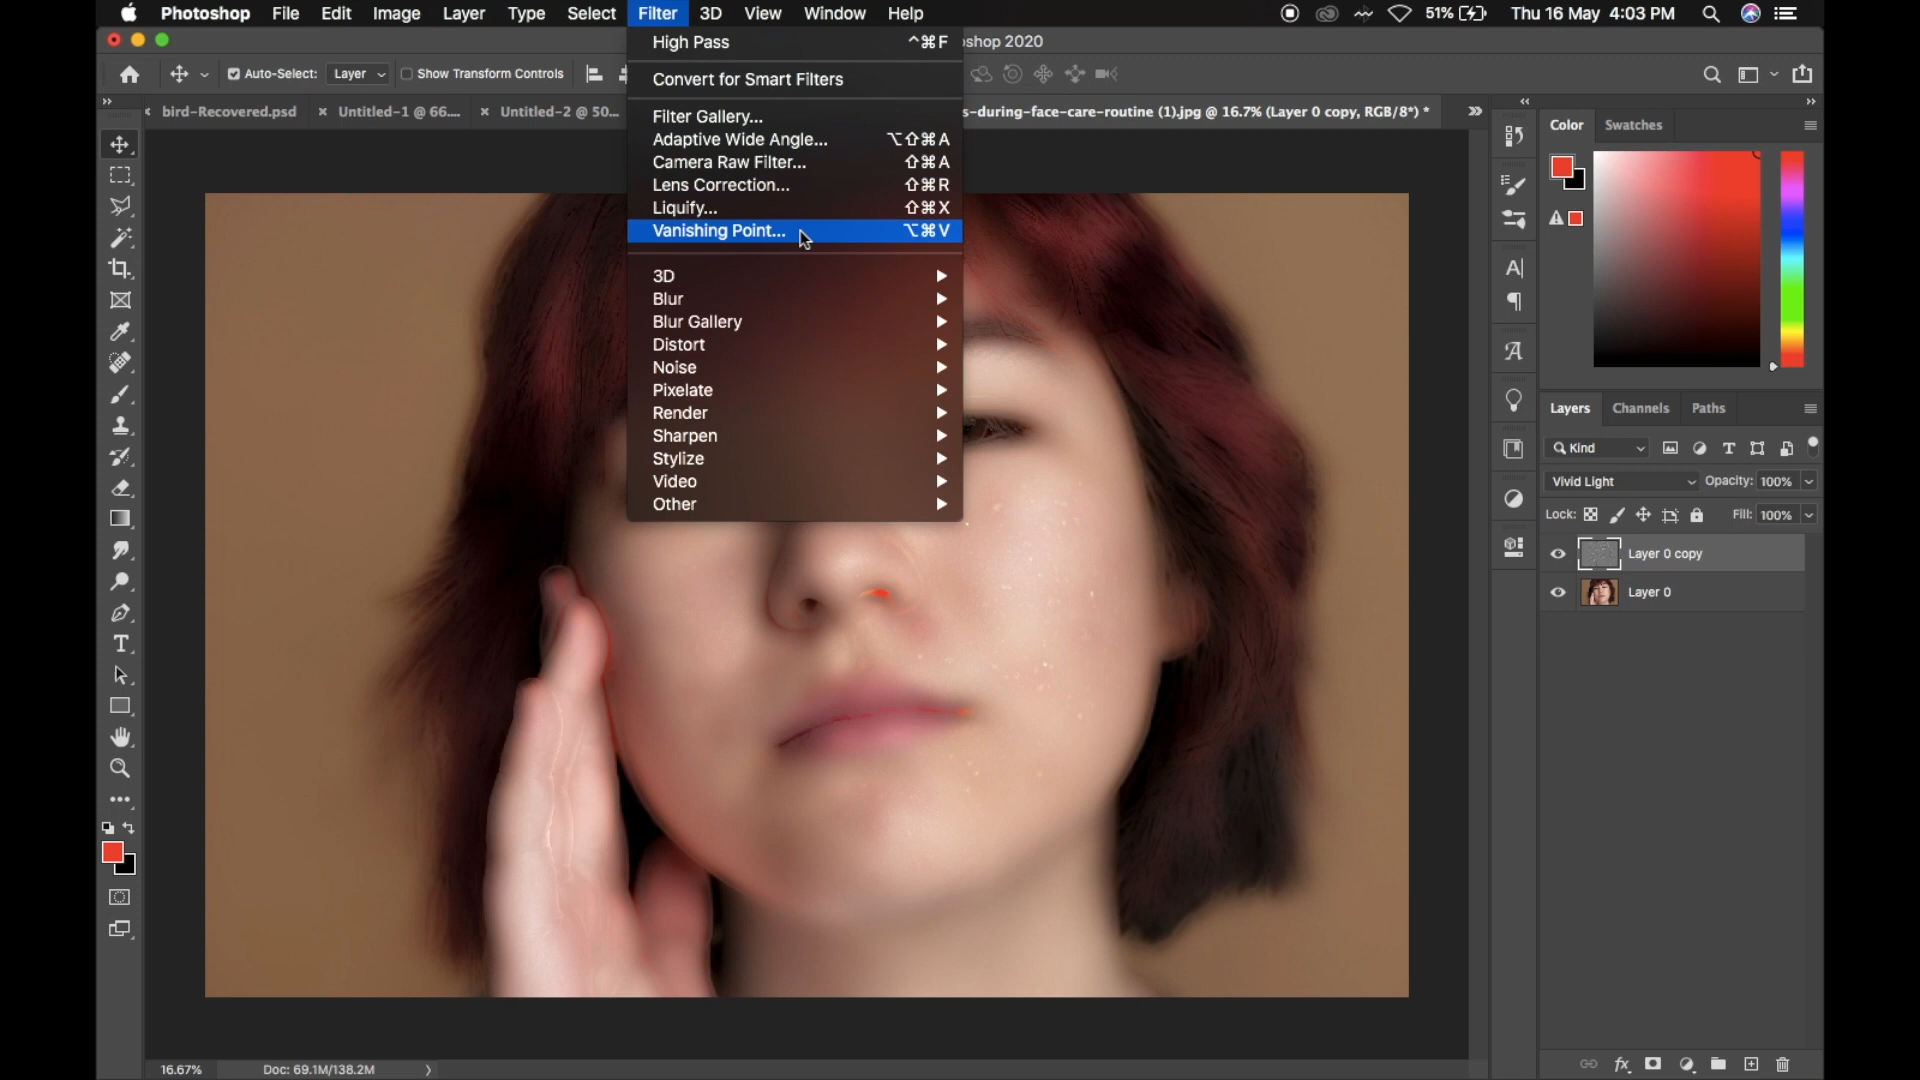 Photoshop File Edit Image Layer Type Select Filter 3D View Window Help 51% Thu 16 May 4:03 PM
shop 2020
Auto-Select: Layer Show Transform Controls
bird-Recovered.psd × Untitled-1 @ 66.... × Untitled-2 @ 50... s-during-face-care-routine (1).jpg @ 16.7% (Layer 0 copy, RGB/8*) *
High Pass ^⌘F
Convert for Smart Filters
Filter Gallery...
Adaptive Wide Angle... ⌥⇧⌘A
Camera Raw Filter... ⇧⌘A
Lens Correction... ⇧⌘R
Liquify... ⇧⌘X
Vanishing Point... ⌥⌘V
3D
Blur
Blur Gallery
Distort
Noise
Pixelate
Render
Sharpen
Stylize
Video
Other
Color Swatches
Layers Channels Paths
Kind
Vivid Light Opacity: 100%
Lock: Fill: 100%
Layer 0 copy
Layer 0
16.67% Doc: 69.1M/138.2M